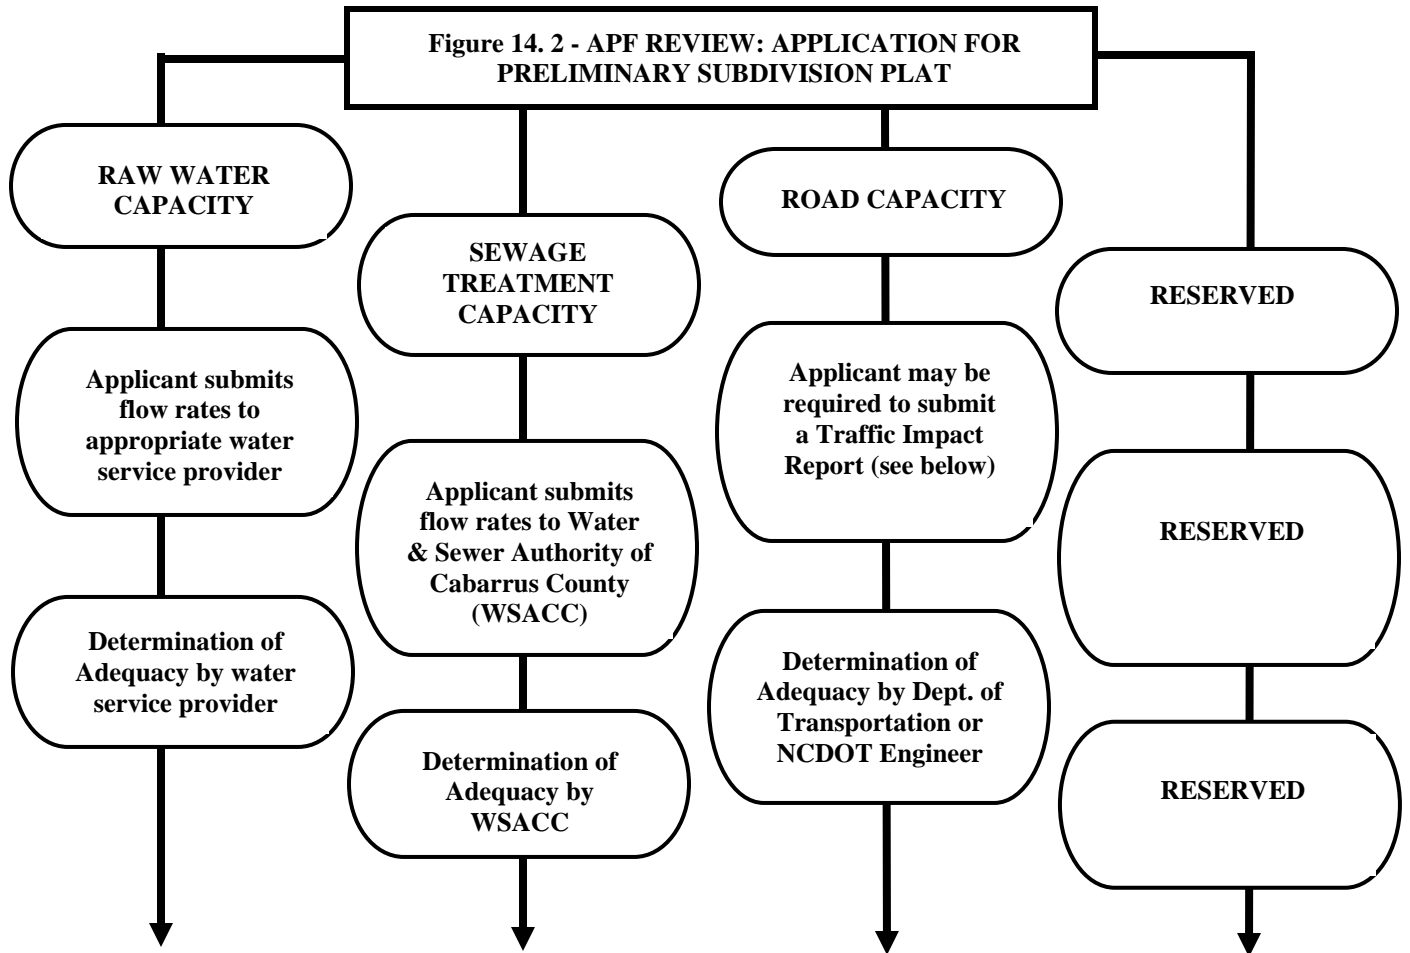 Figure 14. 2 - APF REVIEW: APPLICATION FOR
PRELIMINARY SUBDIVISION PLAT
RAW WATER
CAPACITY
Applicant submits
flow rates to
appropriate water
service provider
Determination of
Adequacy by water
service provider
SEWAGE
TREATMENT
CAPACITY
Applicant submits
flow rates to Water
& Sewer Authority of
Cabarrus County
(WSACC)
Determination of
Adequacy by
WSACC
ROAD CAPACITY
Applicant may be
required to submit
a Traffic Impact
Report (see below)
Determination of
Adequacy by Dept. of
Transportation or
NCDOT Engineer
RESERVED
RESERVED
RESERVED